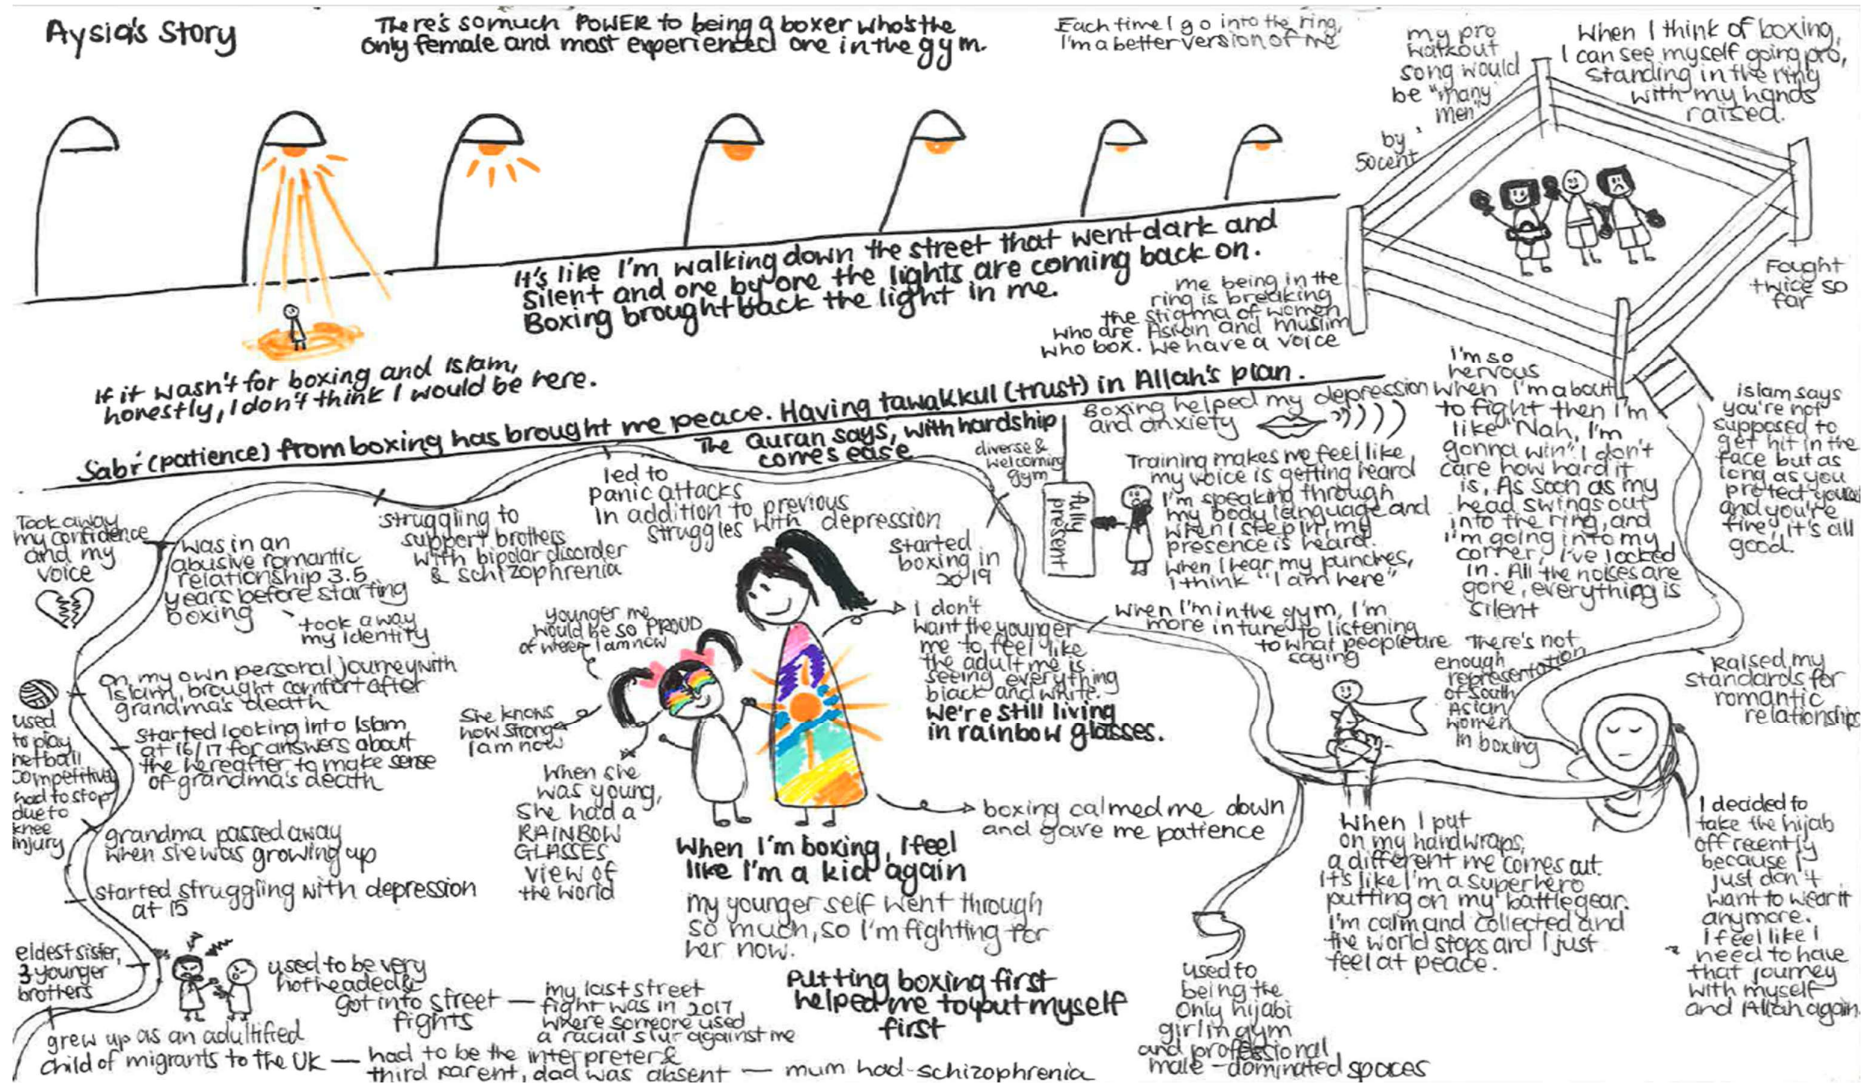 Aysia's Story
There's so much POWER to being a boxer who's the
only female and most experienced one in the gym.
Each time I go into the ring,
I'm a better version of me
my pro
walkout
song would
be "many
men"
by
50cent
When I think of boxing,
I can see myself going pro,
standing in the ring
with my hands
raised.
It's like I'm walking down the street that went dark and
silent and one by one the lights are coming back on.
Boxing brought back the light in me.
me being in the
ring is breaking
the stigma of women
who are Asian and muslim
who box. We have a voice
Fought
twice so
far
If it wasn't for boxing and Islam,
honestly, I don't think I would be here.
Sabr (patience) from boxing has brought me peace. Having tawakkul (trust) in Allah's plan.
The Quran says, with hardship
comes ease
Boxing helped my depression
and anxiety
diverse &
welcoming
gym
Fully
present
Training makes me feel like
my voice is getting heard
I'm speaking through
my body language and
when I step in, my
presence is heard.
When I hear my punches,
I think "I am here"
I'm so
nervous
when I'm about
to fight then I'm
like "Nah, I'm
gonna win". I don't
care how hard it
is. As soon as my
head swings out
into the ring, and
I'm going into my
corner, I've locked
in. All the noises are
gone, everything is
silent
islam says
you're not
supposed to
get hit in the
face but as
long as you
protect yourself
and you're
fine, it's all
good.
Took away
my confidence
and my
voice
was in an
abusive romantic
relationship 3.5
years before starting
boxing
took away
my identity
struggling to
support brothers
with bipolar disorder
& schizophrenia
led to
panic attacks
in addition to previous
struggles with depression
started
boxing in
2019
on my own personal journey with
Islam, brought comfort after
grandma's death
started looking into Islam
at 16/17 for answers about
the hereafter to make sense
of grandma's death
used
to play
netball
competitively
had to stop
due to
knee
injury
grandma passed away
when she was growing up
started struggling with depression
at 15
eldest sister,
3 younger
brothers
used to be very
hotheaded &
got into street
fights
my last street
fight was in 2017
where someone used
a racial slur against me
grew up as an adultified
child of migrants to the UK
had to be the interpreter &
third parent, dad was absent
mum had schizophrenia
younger me
would be so PROUD
of where I am now
She knows
how strong
I am now
When she
was young,
she had a
RAINBOW
GLASSES
view of
the world
I don't
want the younger
me to feel like
the adult me is
seeing everything
black and white.
We're still living
in rainbow glasses.
boxing calmed me down
and gave me patience
When I'm boxing, I feel
like I'm a kid again
my younger self went through
so much, so I'm fighting for
her now.
Putting boxing first
helped me to put myself
first
When I'm in the gym, I'm
more in tune to listening
to what people are
saying
There's not
enough
representation
of South
Asian
women
in boxing
Raised my
standards for
romantic
relationships
When I put
on my handwraps,
a different me comes out.
It's like I'm a superhero
putting on my battlegear.
I'm calm and collected and
the world stops and I just
feel at peace.
I decided to
take the hijab
off recently
because I
just don't
want to wear it
anymore.
I feel like I
need to have
that journey
with myself
and Allah again
used to
being the
only hijabi
girl in gym
and professional
male-dominated spaces